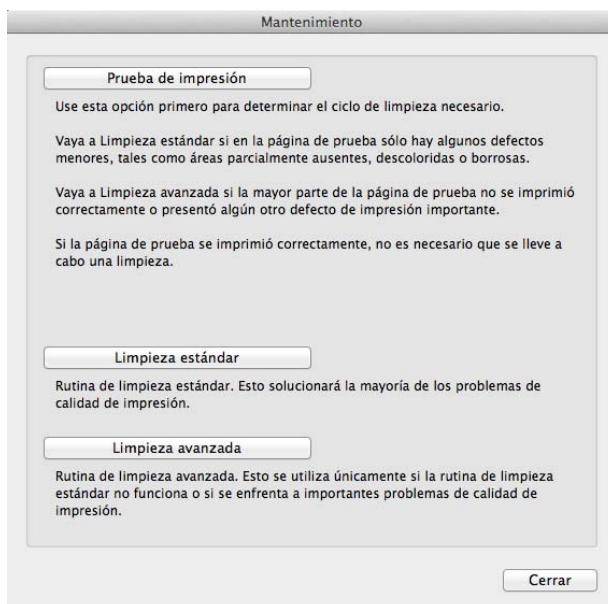 Mantenimiento
Prueba de impresión
Use esta opción primero para determinar el ciclo de limpieza necesario.
Vaya a Limpieza estándar si en la página de prueba sólo hay algunos defectos
menores, tales como áreas parcialmente ausentes, descoloridas o borrosas.
Vaya a Limpieza avanzada si la mayor parte de la página de prueba no se imprimió
correctamente o presentó algún otro defecto de impresión importante.
Si la página de prueba se imprimió correctamente, no es necesario que se lleve a
cabo una limpieza.
Limpieza estándar
Rutina de limpieza estándar. Esto solucionará la mayoría de los problemas de
calidad de impresión.
Limpieza avanzada
Rutina de limpieza avanzada. Esto se utiliza únicamente si la rutina de limpieza
estándar no funciona o si se enfrenta a importantes problemas de calidad de
impresión.
Cerrar